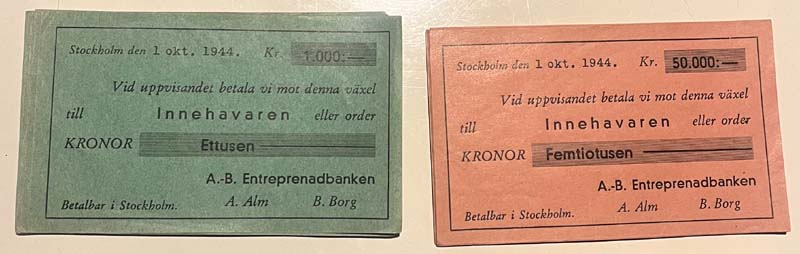 Stockholm den 1 okt. 1944. Kr. 1.000:—
Vid uppvisandet betala vi mot denna växel
till Innehavaren eller order
KRONOR Ettusen
A.-B. Entreprenadbanken
Betalbar i Stockholm. A. Alm B. Borg
Stockholm den 1 okt. 1944. Kr. 50.000:—
Vid uppvisandet betala vi mot denna växel
till Innehavaren eller order
KRONOR Femtiotusen
A.-B. Entreprenadbanken
Betalbar i Stockholm. A. Alm B. Borg